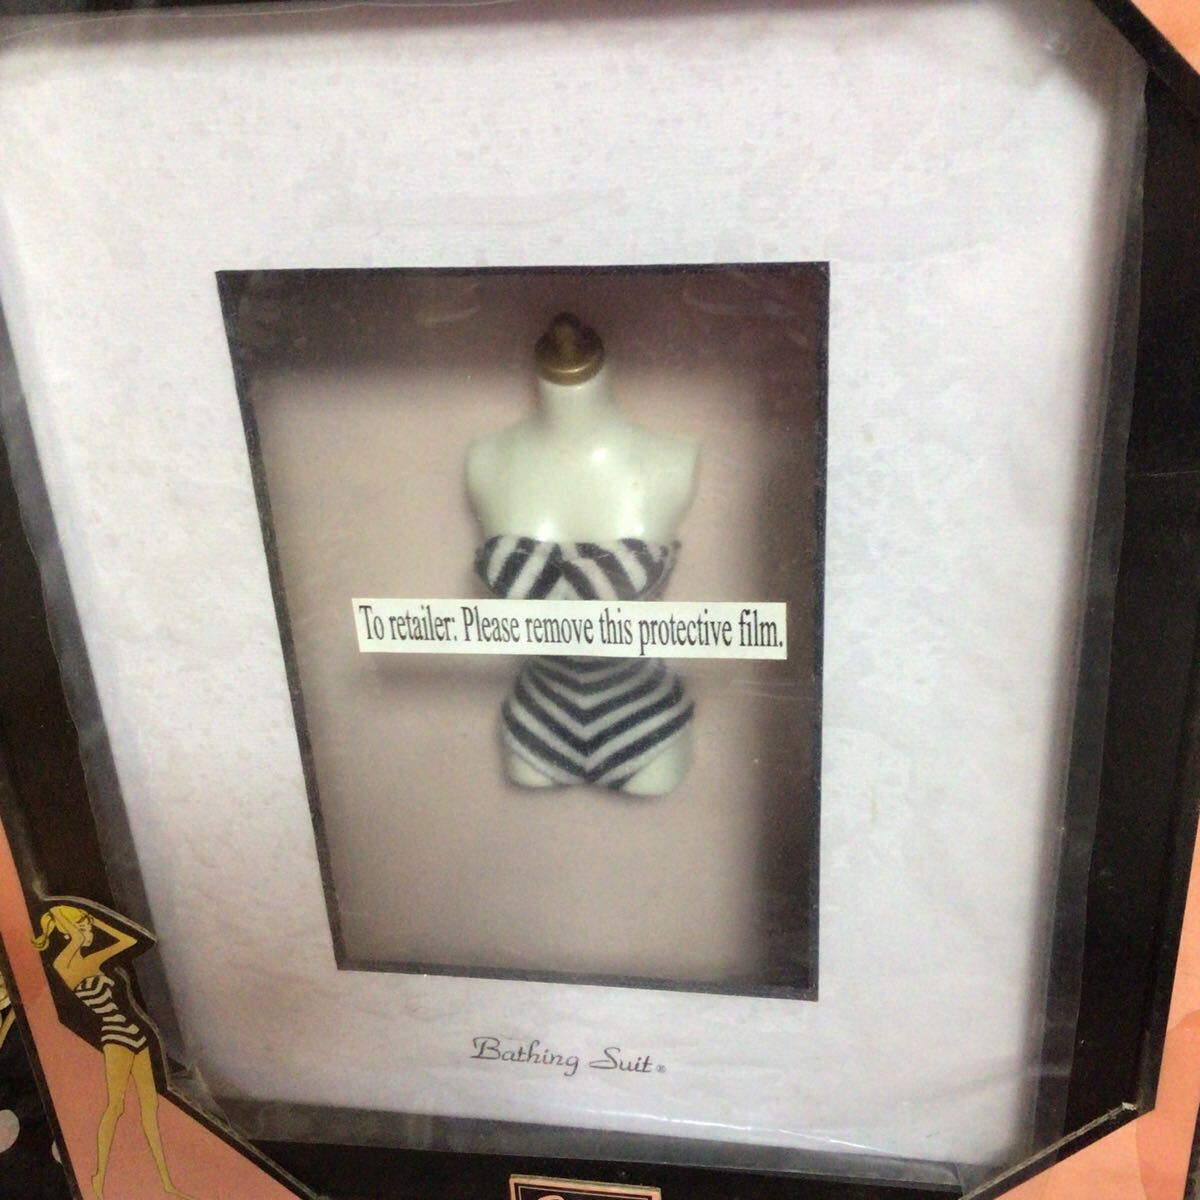 To retailer: Please remove this protective film.
Bathing Suit®